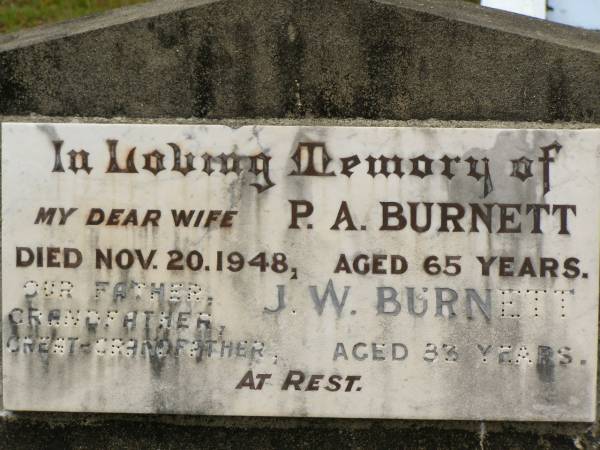 In Loving Memory of
MY DEAR WIFE P. A. BURNETT
DIED NOV. 20. 1948, AGED 65 YEARS.
OUR FATHER, J. W. BURNETT
GRANDFATHER,
GREAT-GRANDFATHER, AGED YEARS.
AT REST.